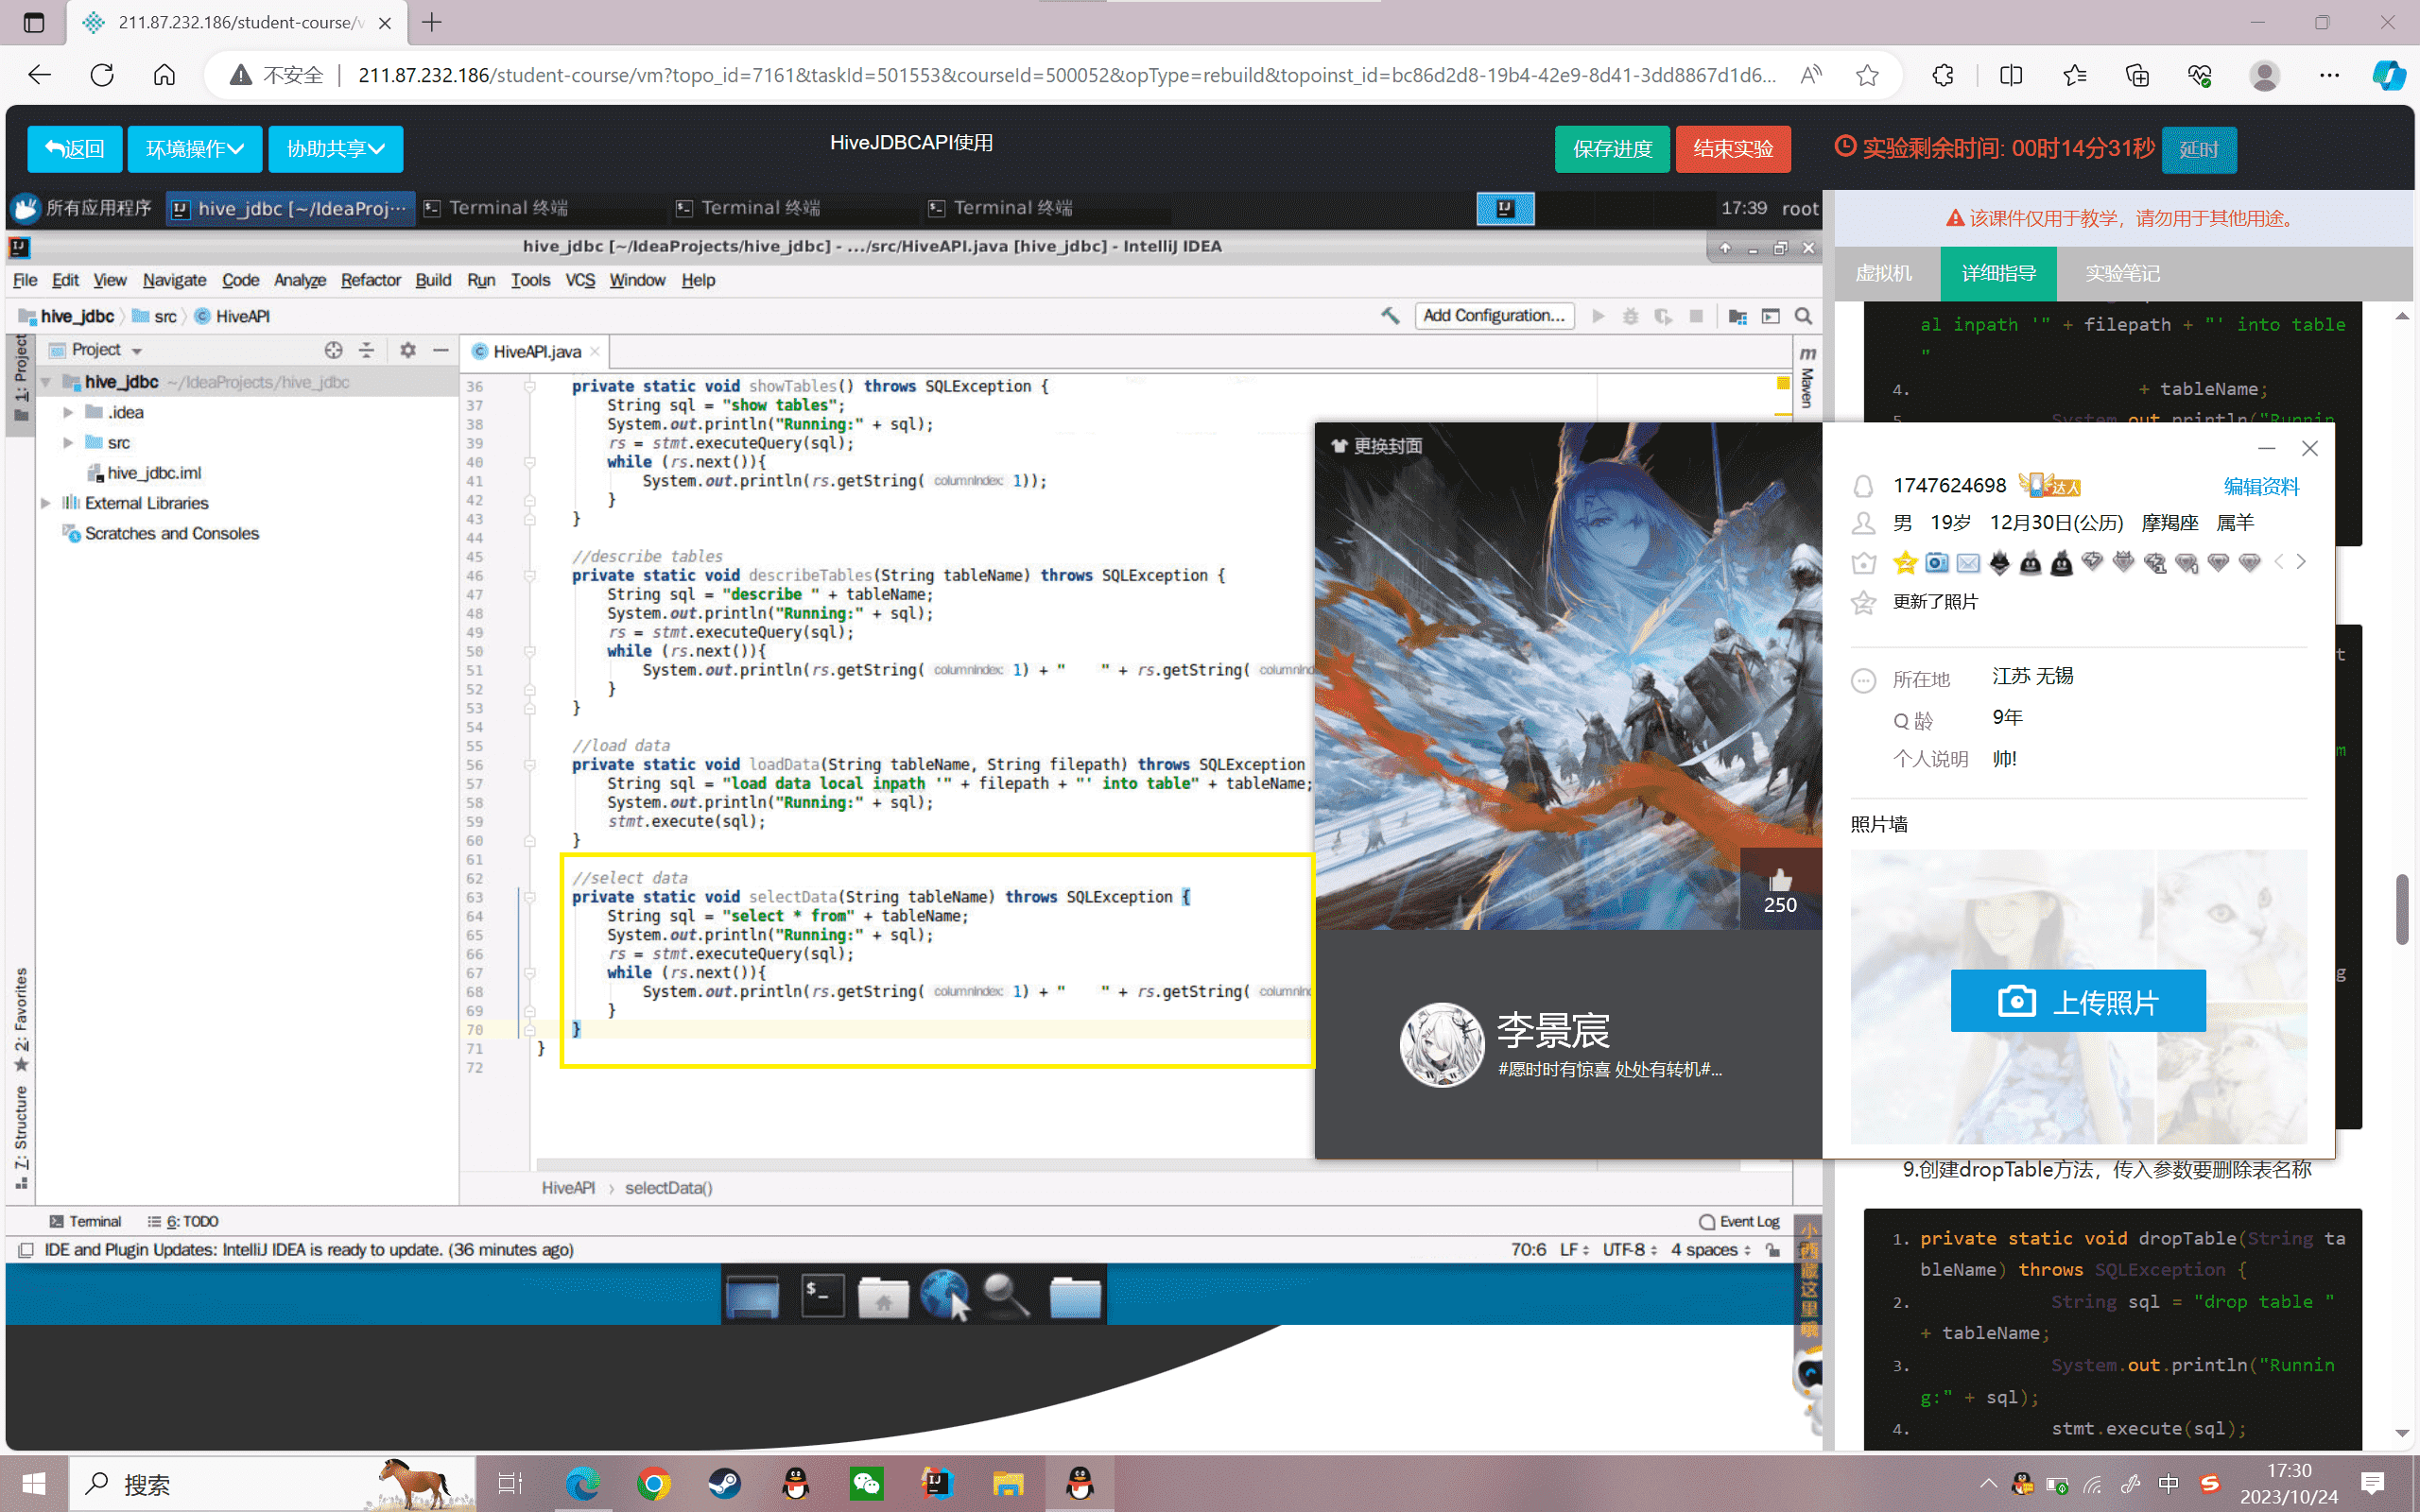 211.87.232.186/student-course/v
不安全
211.87.232.186/student-course/vm?topo_id=7161&taskId=501553&courseId=500052&opType=rebuild&topoinst_id=bc86d2d8-19b4-42e9-8d41-3dd8867d1d6...
返回
环境操作
协助共享
HiveJDBCAPI使用
保存进度
结束实验
实验剩余时间: 00时14分31秒
延时
所有应用程序
hive_jdbc [~/IdeaProj···
Terminal 终端
Terminal 终端
Terminal 终端
17:39 root
hive_jdbc [~/IdeaProjects/hive_jdbc] - .../src/HiveAPI.java [hive_jdbc] - IntelliJ IDEA
File Edit View Navigate Code Analyze Refactor Build Run Tools VCS Window Help
hive_jdbc src HiveAPI
Add Configuration...
1: Project
Project
hive_jdbc ~/IdeaProjects/hive_jdbc
.idea
src
hive_jdbc.iml
External Libraries
Scratches and Consoles
2: Favorites
7: Structure
HiveAPI.java
Maven
36 private static void showTables() throws SQLException {
37 String sql = "show tables";
38 System.out.println("Running:" + sql);
39 rs = stmt.executeQuery(sql);
40 while (rs.next()){
41 System.out.println(rs.getString( columnIndex: 1));
42 }
43 }
44
45 //describe tables
46 private static void describeTables(String tableName) throws SQLException {
47 String sql = "describe " + tableName;
48 System.out.println("Running:" + sql);
49 rs = stmt.executeQuery(sql);
50 while (rs.next()){
51 System.out.println(rs.getString( columnIndex: 1) + "    " + rs.getString( columnInd
52 }
53 }
54
55 //load data
56 private static void loadData(String tableName, String filepath) throws SQLException
57 String sql = "load data local inpath '" + filepath + "' into table" + tableName;
58 System.out.println("Running:" + sql);
59 stmt.execute(sql);
60 }
61
62 //select data
63 private static void selectData(String tableName) throws SQLException {
64 String sql = "select * from" + tableName;
65 System.out.println("Running:" + sql);
66 rs = stmt.executeQuery(sql);
67 while (rs.next()){
68 System.out.println(rs.getString( columnIndex: 1) + "    " + rs.getString( columnInd
69 }
70 }
71 }
72
HiveAPI selectData()
Terminal 6: TODO
Event Log
IDE and Plugin Updates: IntelliJ IDEA is ready to update. (36 minutes ago)
70:6 LF UTF-8 4 spaces
该课件仅用于教学，请勿用于其他用途。
虚拟机
详细指导
实验笔记
al inpath '" + filepath + "' into table
"
4. + tableName;
5. System.out.println("Runnin
更换封面
250
李景宸
#愿时时有惊喜 处处有转机#...
1747624698
达人
编辑资料
男 19岁 12月30日(公历) 摩羯座 属羊
更新了照片
所在地 江苏 无锡
Q 龄 9年
个人说明 帅!
照片墙
上传照片
t
m
g
9.创建dropTable方法，传入参数要删除表名称
1. private static void dropTable(String ta
bleName) throws SQLException {
2. String sql = "drop table "
+ tableName;
3. System.out.println("Runnin
g:" + sql);
4. stmt.execute(sql);
搜索
中
17:30
2023/10/24